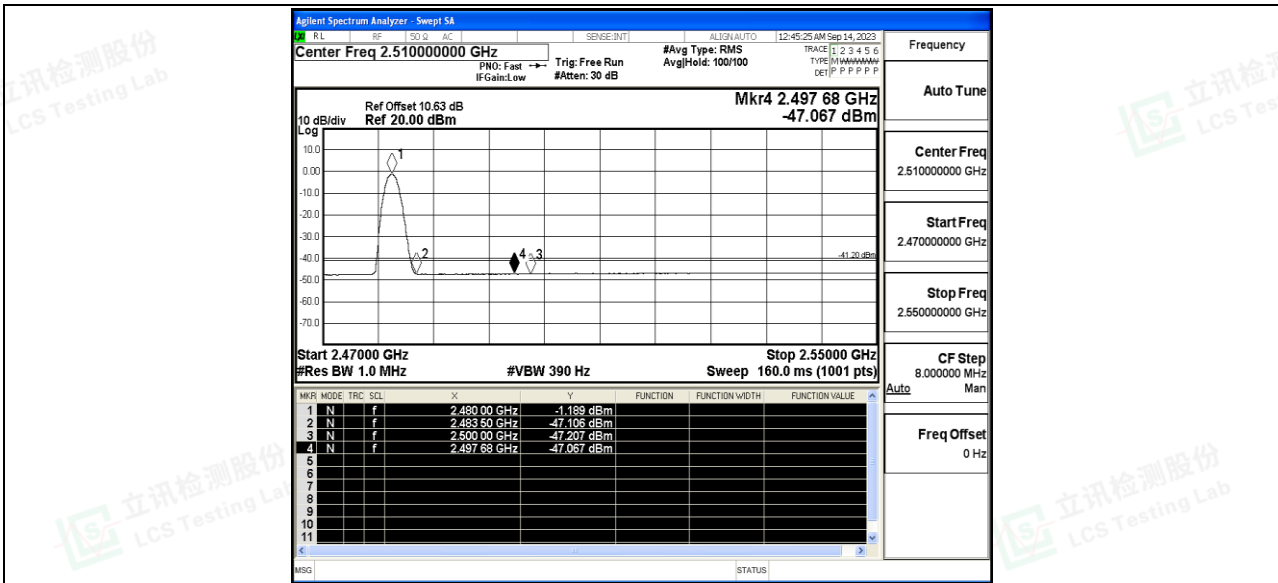 Agilent Spectrum Analyzer - Swept SA
RL RF 50 Ω AC SENSE:INT ALIGNAUTO 12:45:25 AM Sep 14, 2023
Center Freq 2.510000000 GHz
PNO: Fast
IFGain:Low
Trig: Free Run
#Atten: 30 dB
#Avg Type: RMS
Avg|Hold: 100/100
TRACE 1 2 3 4 5 6
TYPE MWWWWW
DET P P P P P P
Ref Offset 10.63 dB
10 dB/div Ref 20.00 dBm
Log
Mkr4 2.497 68 GHz
-47.067 dBm
10.0
0.00
-10.0
-20.0
-30.0
-40.0
-50.0
-60.0
-70.0
1
2
4
3
-41.20 dBm
Start 2.47000 GHz Stop 2.55000 GHz
#Res BW 1.0 MHz #VBW 390 Hz Sweep 160.0 ms (1001 pts)
MKR MODE TRC SCL X Y FUNCTION FUNCTION WIDTH FUNCTION VALUE
1 N f 2.480 00 GHz -1.189 dBm
2 N f 2.483 50 GHz -47.106 dBm
3 N f 2.500 00 GHz -47.207 dBm
4 N f 2.497 68 GHz -47.067 dBm
5
6
7
8
9
10
11
MSG STATUS
Frequency
Auto Tune
Center Freq
2.510000000 GHz
Start Freq
2.470000000 GHz
Stop Freq
2.550000000 GHz
CF Step
8.000000 MHz
Auto Man
Freq Offset
0 Hz
立讯检测股份
LCS Testing Lab
立讯检测
LCS Tes
立讯检测股份
LCS Testing Lab
立讯检测股份
LCS Testing Lab